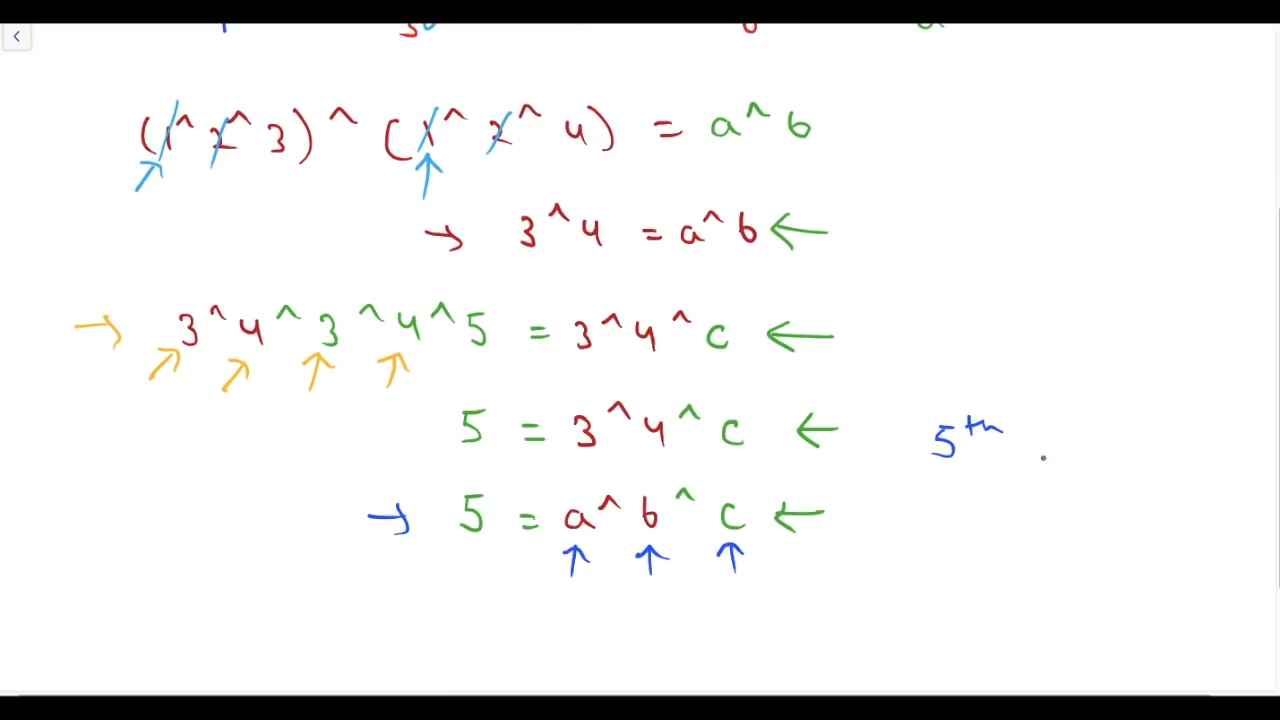 (1^2^3)^(1^2^4) = a^b
→ 3^4 = a^b ←
→ 3^4^3^4^5 = 3^4^c ←
5 = 3^4^c ← 5th
→ 5 = a^b^c ←